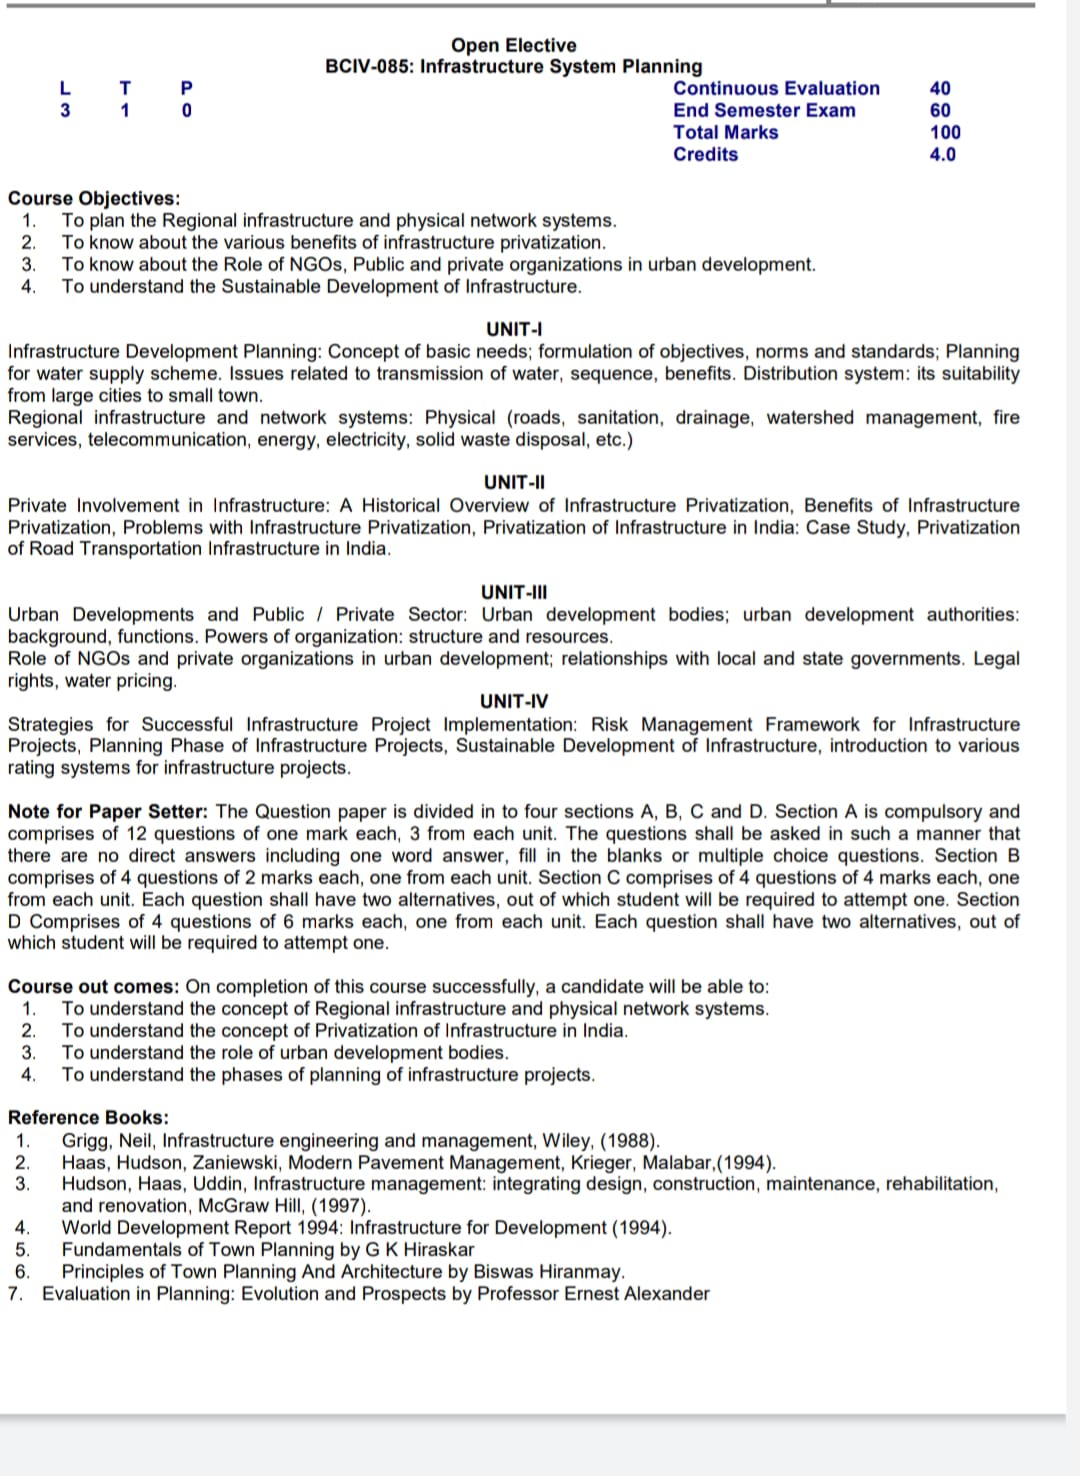 Open Elective
BCIV-085: Infrastructure System Planning
L T P Continuous Evaluation 40
3 1 0 End Semester Exam 60
Total Marks 100
Credits 4.0
Course Objectives:
1. To plan the Regional infrastructure and physical network systems.
2. To know about the various benefits of infrastructure privatization.
3. To know about the Role of NGOs, Public and private organizations in urban development.
4. To understand the Sustainable Development of Infrastructure.
UNIT-I
Infrastructure Development Planning: Concept of basic needs; formulation of objectives, norms and standards; Planning
for water supply scheme. Issues related to transmission of water, sequence, benefits. Distribution system: its suitability
from large cities to small town.
Regional infrastructure and network systems: Physical (roads, sanitation, drainage, watershed management, fire
services, telecommunication, energy, electricity, solid waste disposal, etc.)
UNIT-II
Private Involvement in Infrastructure: A Historical Overview of Infrastructure Privatization, Benefits of Infrastructure
Privatization, Problems with Infrastructure Privatization, Privatization of Infrastructure in India: Case Study, Privatization
of Road Transportation Infrastructure in India.
UNIT-III
Urban Developments and Public / Private Sector: Urban development bodies; urban development authorities:
background, functions. Powers of organization: structure and resources.
Role of NGOs and private organizations in urban development; relationships with local and state governments. Legal
rights, water pricing.
UNIT-IV
Strategies for Successful Infrastructure Project Implementation: Risk Management Framework for Infrastructure
Projects, Planning Phase of Infrastructure Projects, Sustainable Development of Infrastructure, introduction to various
rating systems for infrastructure projects.
Note for Paper Setter: The Question paper is divided in to four sections A, B, C and D. Section A is compulsory and
comprises of 12 questions of one mark each, 3 from each unit. The questions shall be asked in such a manner that
there are no direct answers including one word answer, fill in the blanks or multiple choice questions. Section B
comprises of 4 questions of 2 marks each, one from each unit. Section C comprises of 4 questions of 4 marks each, one
from each unit. Each question shall have two alternatives, out of which student will be required to attempt one. Section
D Comprises of 4 questions of 6 marks each, one from each unit. Each question shall have two alternatives, out of
which student will be required to attempt one.
Course out comes: On completion of this course successfully, a candidate will be able to:
1. To understand the concept of Regional infrastructure and physical network systems.
2. To understand the concept of Privatization of Infrastructure in India.
3. To understand the role of urban development bodies.
4. To understand the phases of planning of infrastructure projects.
Reference Books:
1. Grigg, Neil, Infrastructure engineering and management, Wiley, (1988).
2. Haas, Hudson, Zaniewski, Modern Pavement Management, Krieger, Malabar,(1994).
3. Hudson, Haas, Uddin, Infrastructure management: integrating design, construction, maintenance, rehabilitation,
and renovation, McGraw Hill, (1997).
4. World Development Report 1994: Infrastructure for Development (1994).
5. Fundamentals of Town Planning by G K Hiraskar
6. Principles of Town Planning And Architecture by Biswas Hiranmay.
7. Evaluation in Planning: Evolution and Prospects by Professor Ernest Alexander